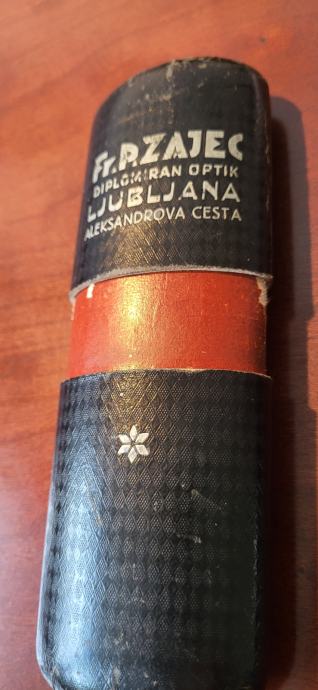 Fr. P. ZAJEC
DIPLOMIRAN OPTIK
LJUBLJANA
ALEKSANDROVA CESTA